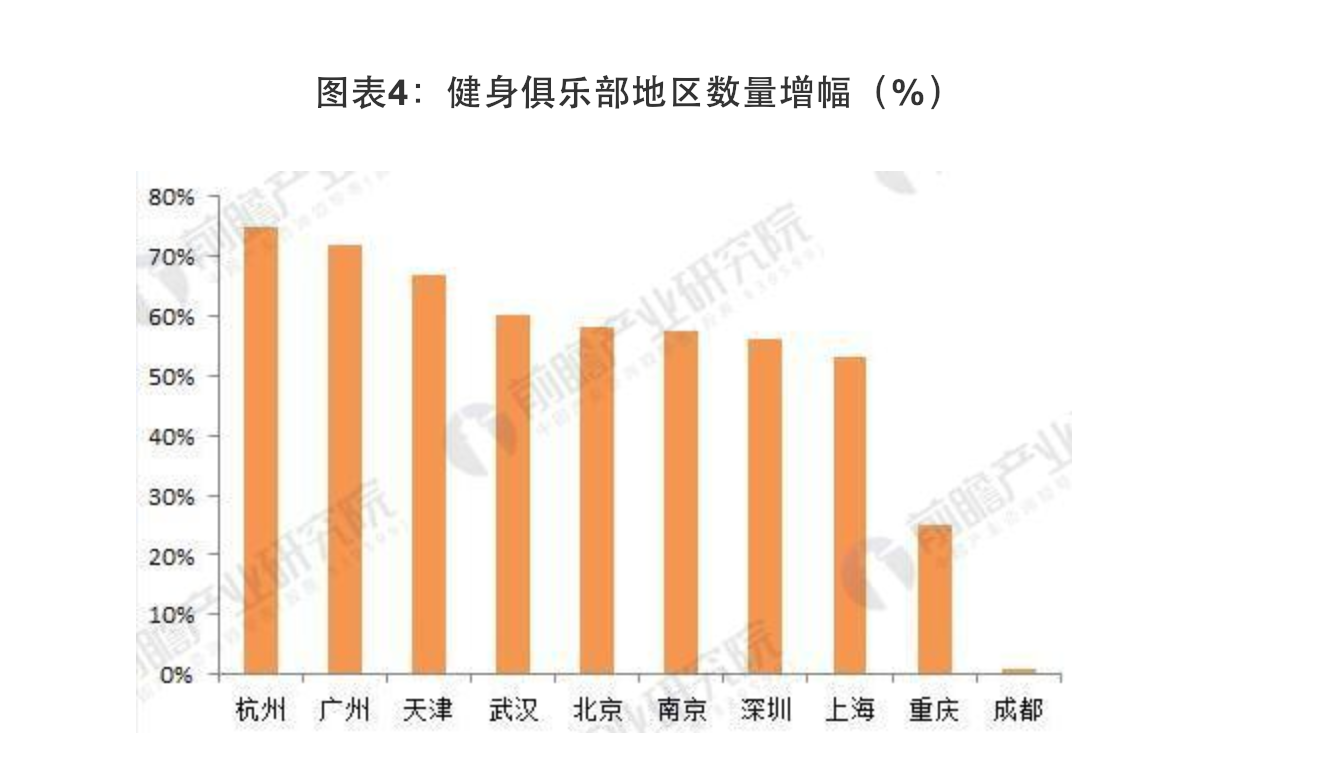 图表4：健身俱乐部地区数量增幅（%）
80%
70%
60%
50%
40%
30%
20%
10%
0%
杭州 广州 天津 武汉 北京 南京 深圳 上海 重庆 成都
前瞻产业研究院
前瞻产业研究院
前瞻产业